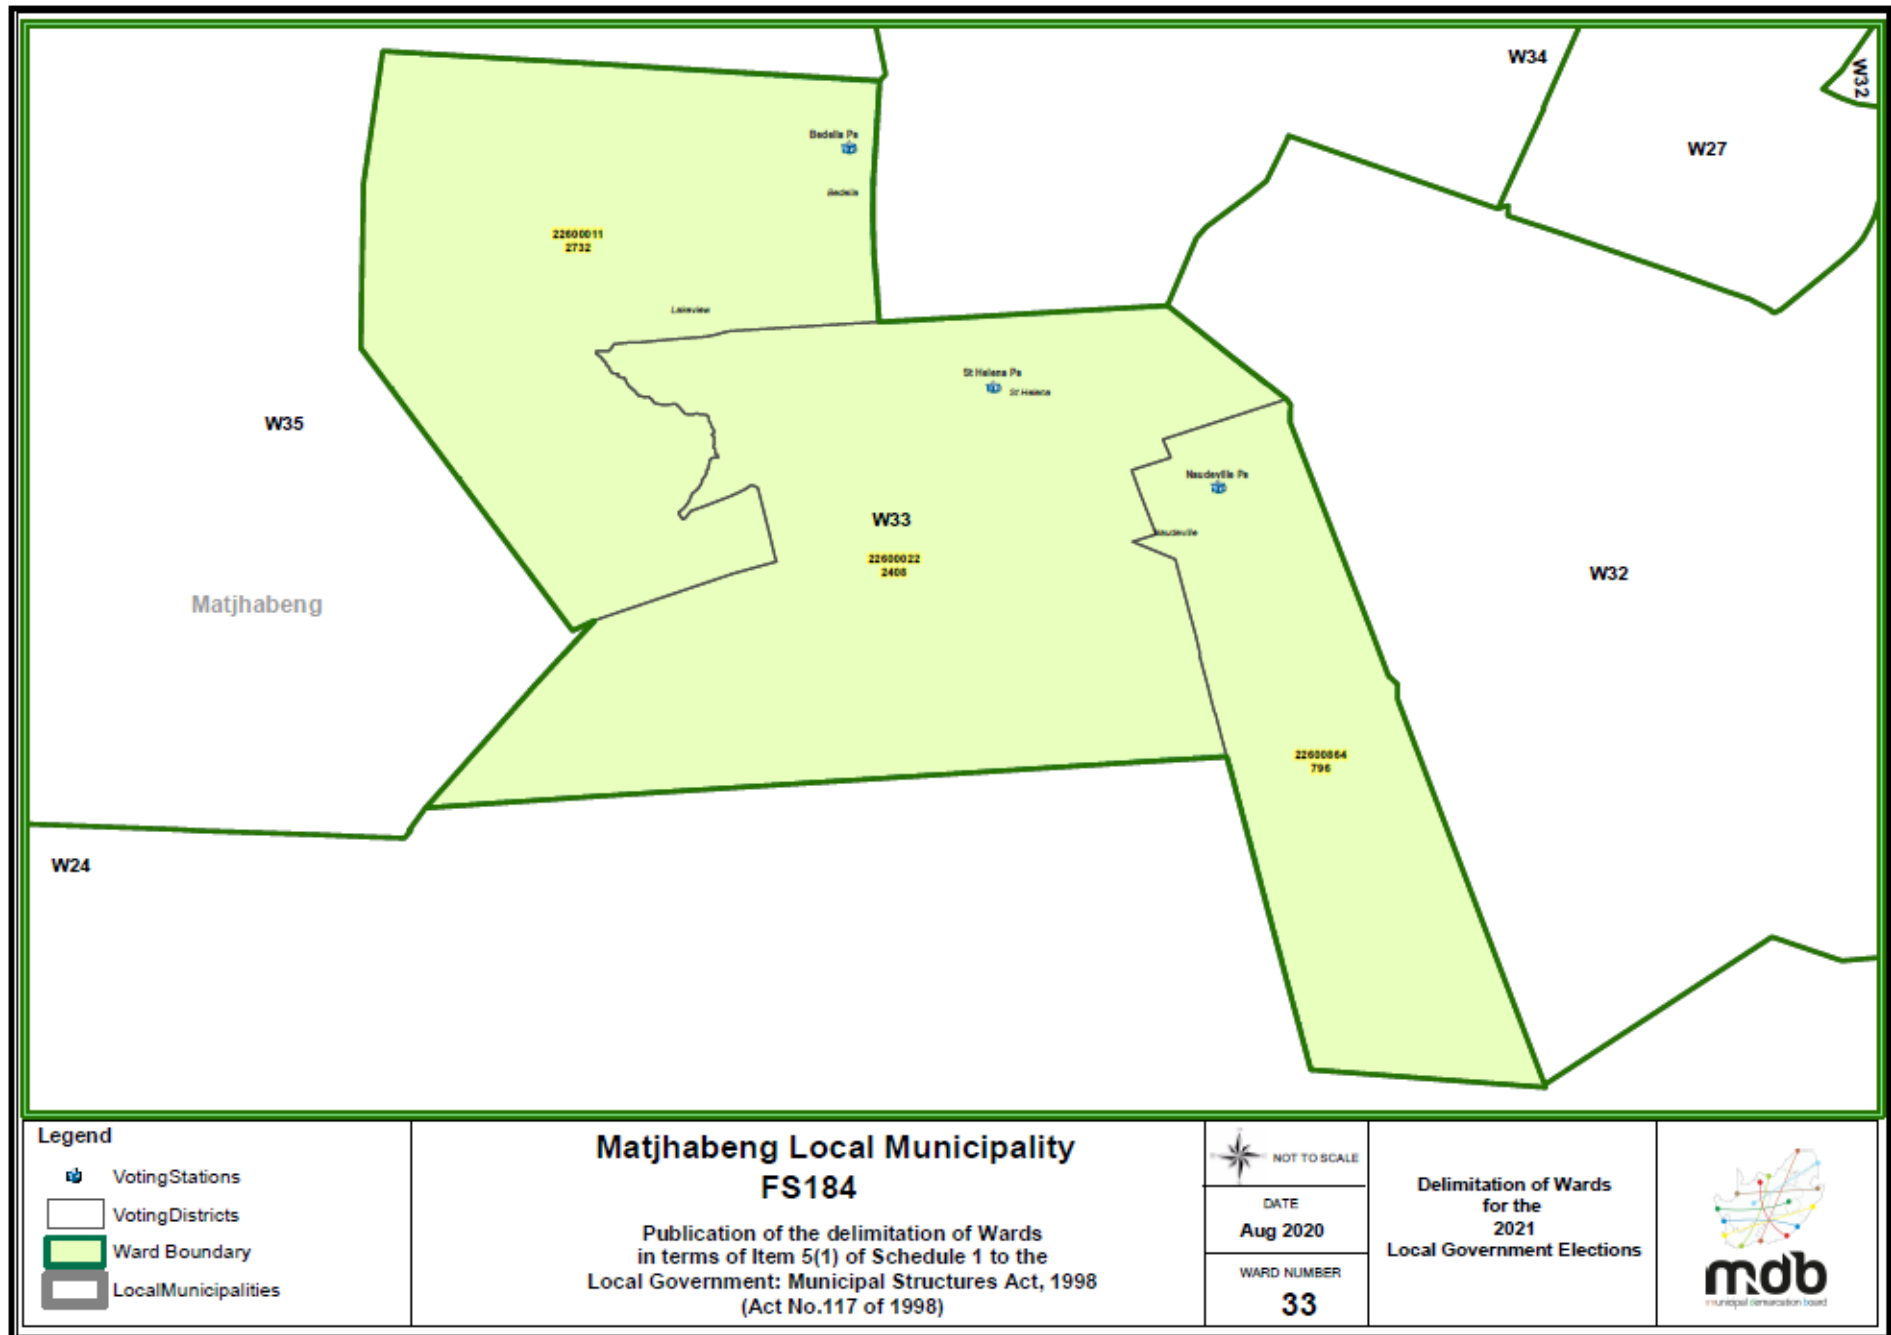 W34
W32
W27
Bedelia Ps
Bedelia
22600011
2732
Lakeview
St Helena Ps
St Helena
W35
Naudeville Ps
W33
Naudeville
22600022
2408
W32
Matjhabeng
22600864
796
W24
Legend
VotingStations
VotingDistricts
Ward Boundary
LocalMunicipalities
Matjhabeng Local Municipality
FS184
Publication of the delimitation of Wards
in terms of Item 5(1) of Schedule 1 to the
Local Government: Municipal Structures Act, 1998
(Act No.117 of 1998)
NOT TO SCALE
DATE
Aug 2020
WARD NUMBER
33
Delimitation of Wards
for the
2021
Local Government Elections
mdb
municipal demarcation board